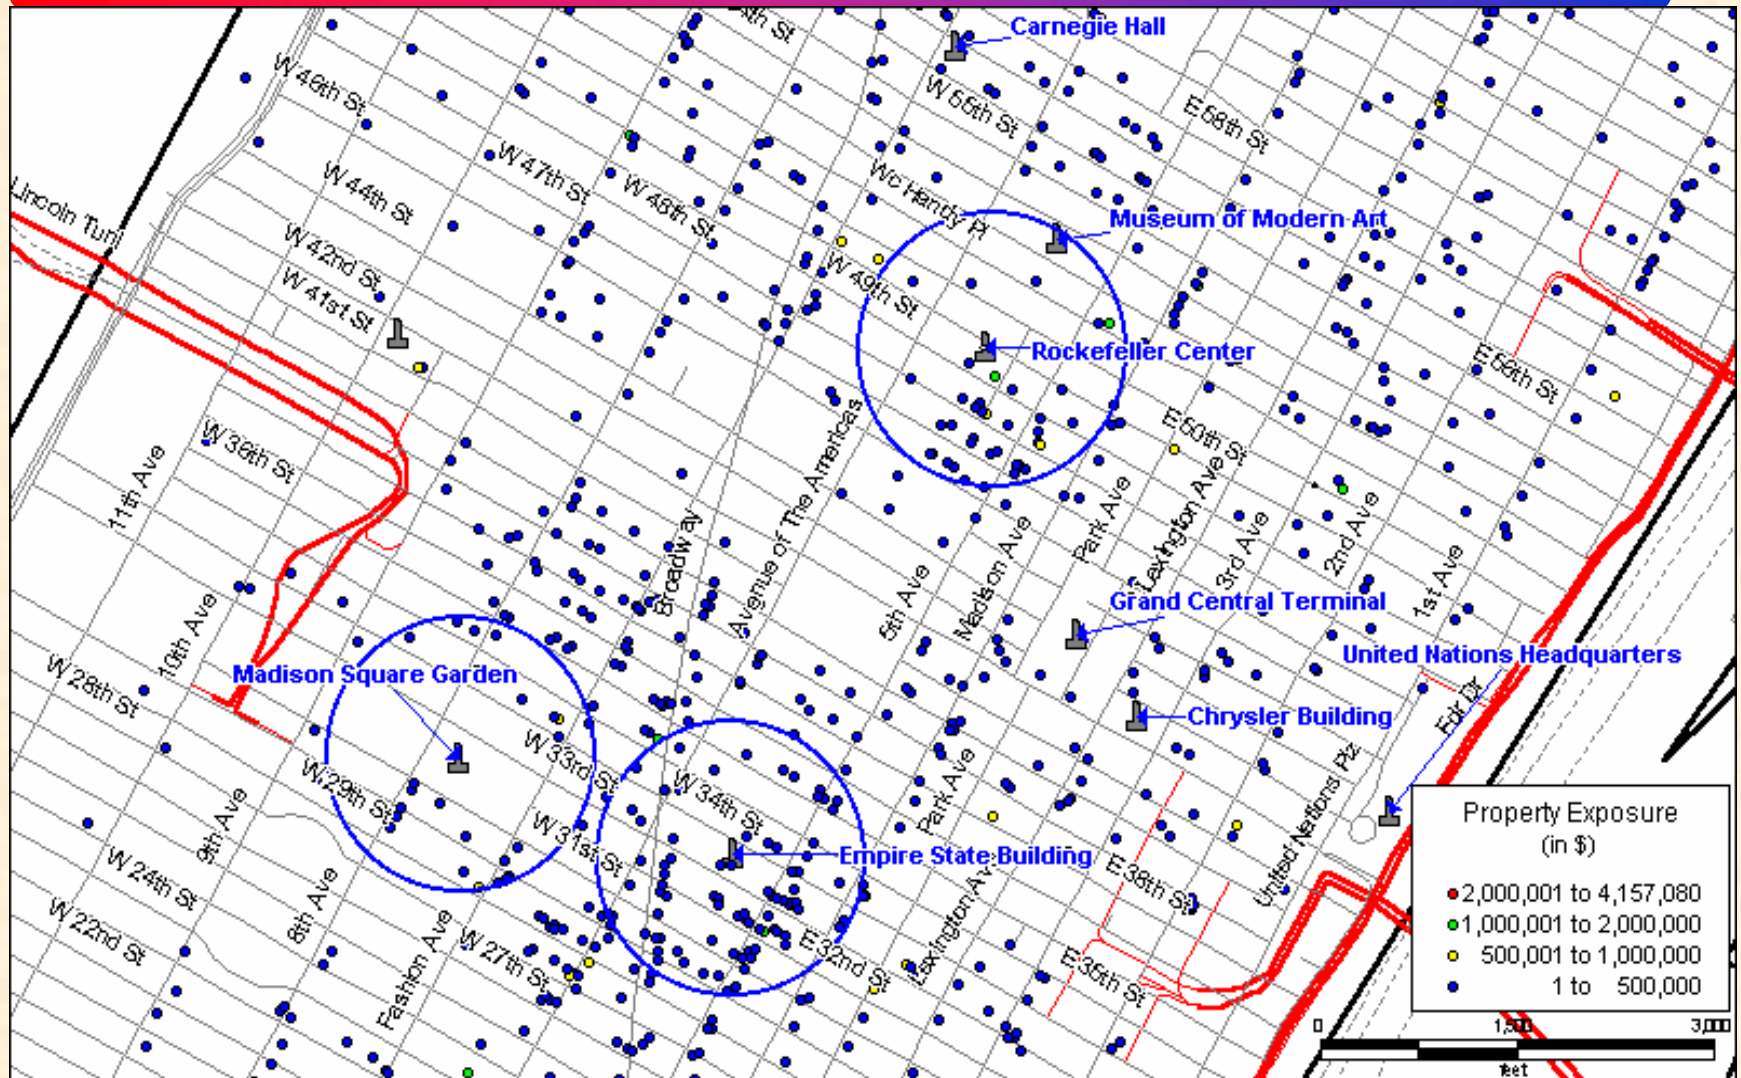 Carnegie Hall
W 48th St
W 55th St
E 58th St
W 47th St
W 44th St
W 46th St
Wc Handy Pl
Museum of Modern Art
Lincoln Tunl
W 42nd St
W 41st St
W 49th St
Rockefeller Center
E 59th St
W 38th St
E 50th St
11th Ave
Broadway
Avenue of The Americas
5th Ave
Madison Ave
Park Ave
Lexington Ave
3rd Ave
2nd Ave
1st Ave
Grand Central Terminal
10th Ave
United Nations Headquarters
Madison Square Garden
W 28th St
Fdr Dr
Chrysler Building
W 33rd St
W 29th St
W 34th St
Park Ave
United Nations Plz
9th Ave
W 31st St
Empire State Building
E 38th St
W 24th St
8th Ave
Lexington Ave
W 22nd St
Fashion Ave
W 27th St
E 32nd St
E 35th St
Property Exposure
(in $)
2,000,001 to 4,157,080
1,000,001 to 2,000,000
500,001 to 1,000,000
1 to 500,000
0 1,500 3,000
feet